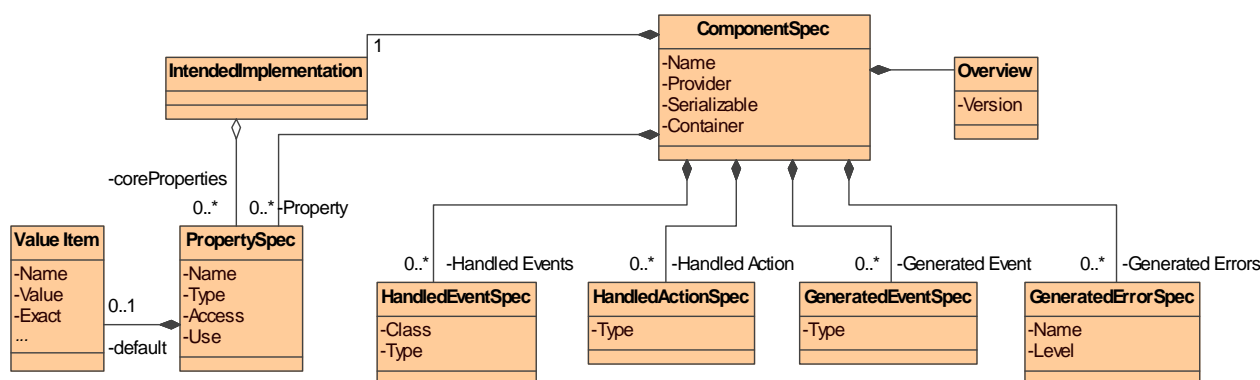 ComponentSpec
-Name
-Provider
-Serializable
-Container
1
IntendedImplementation
Overview
-Version
-coreProperties
0..*
0..* -Property
Value Item
-Name
-Value
-Exact
...
PropertySpec
-Name
-Type
-Access
-Use
0..1
-default
0..* -Handled Events
HandledEventSpec
-Class
-Type
0..* -Handled Action
HandledActionSpec
-Type
0..* -Generated Event
GeneratedEventSpec
-Type
0..* -Generated Errors
GeneratedErrorSpec
-Name
-Level